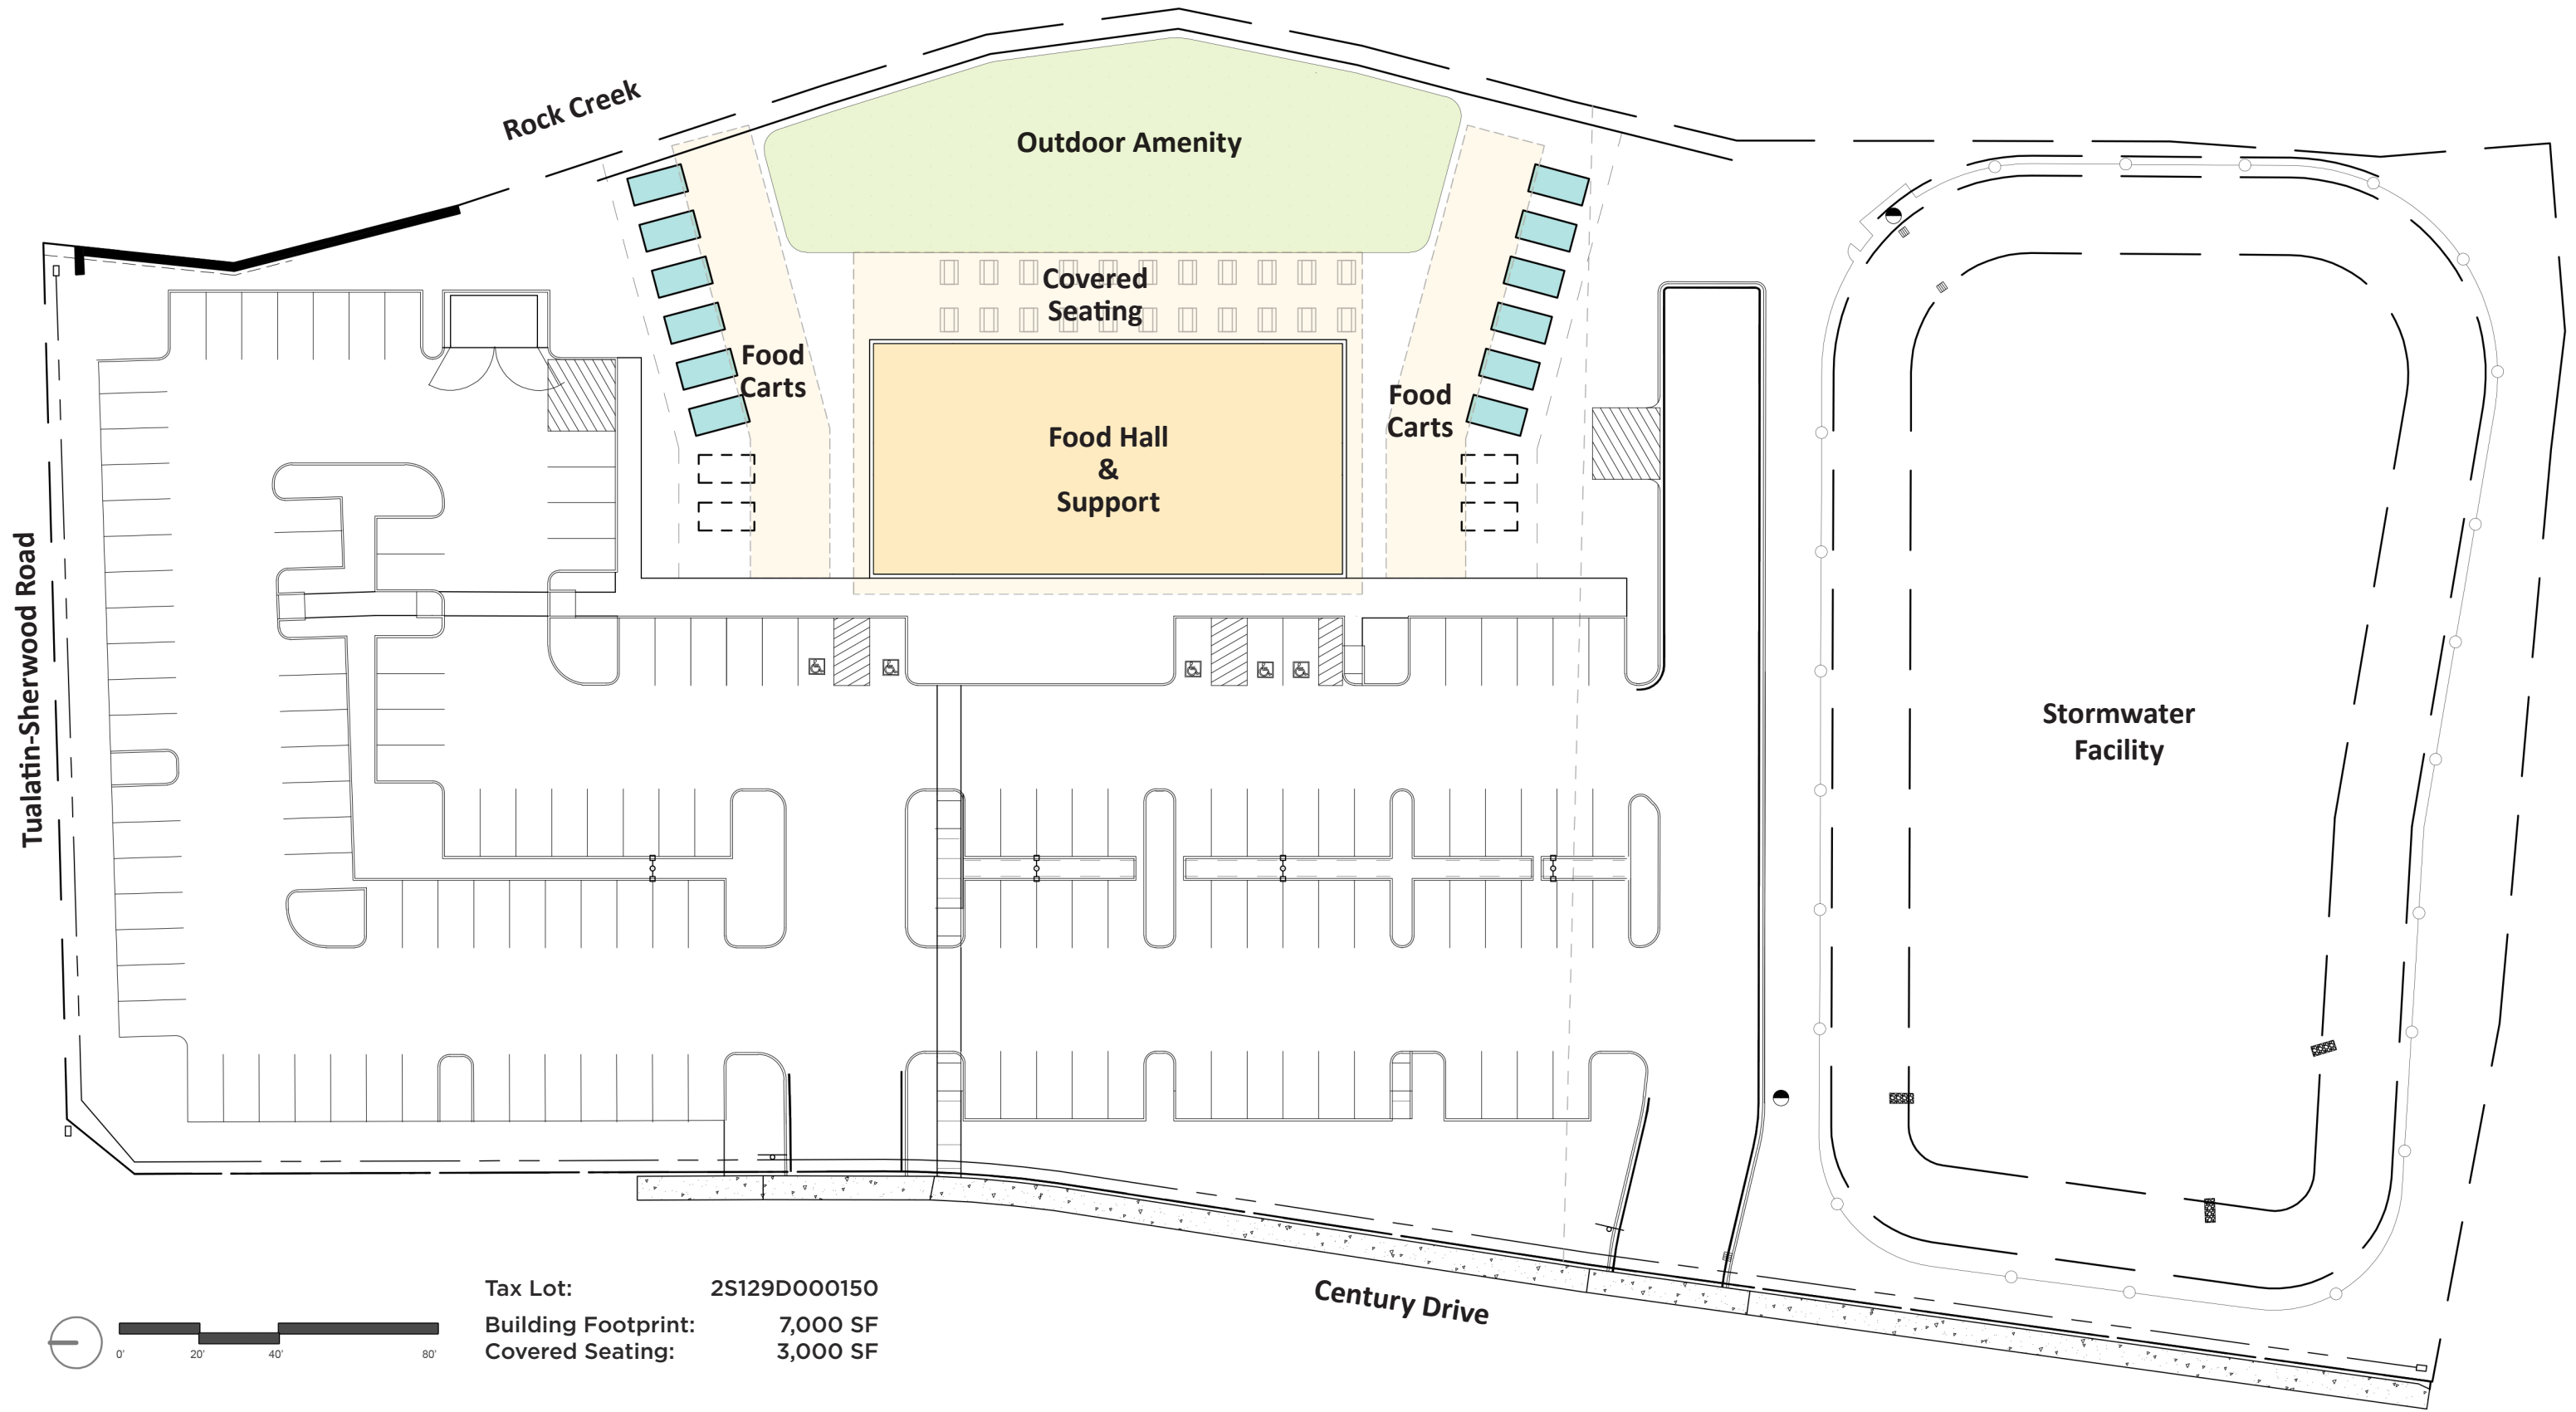 Rock Creek
Outdoor Amenity
Covered
Seating
Food
Carts
Food
Carts
Food Hall
&
Support
Tualatin-Sherwood Road
Stormwater
Facility
Century Drive
Tax Lot: 2S129D000150
Building Footprint: 7,000 SF
Covered Seating: 3,000 SF
0' 20' 40' 80'